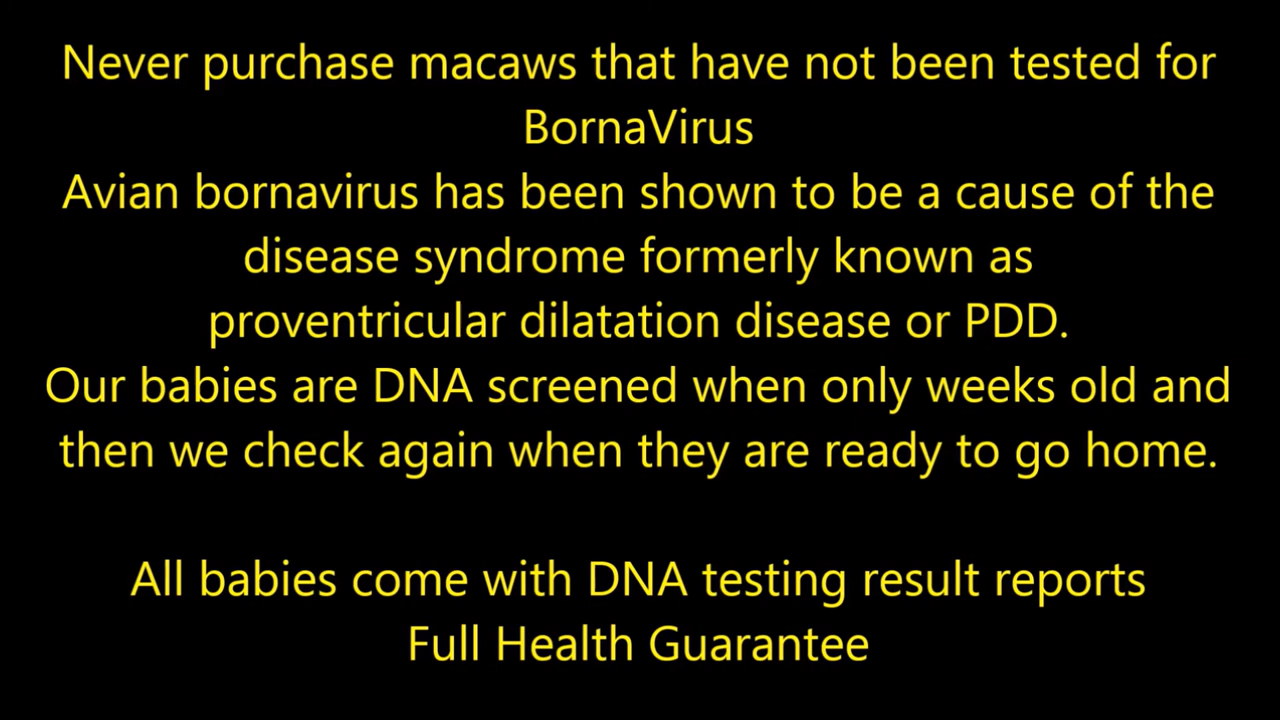 Never purchase macaws that have not been tested for
BornaVirus
Avian bornavirus has been shown to be a cause of the
disease syndrome formerly known as
proventricular dilatation disease or PDD.
Our babies are DNA screened when only weeks old and
then we check again when they are ready to go home.
All babies come with DNA testing result reports
Full Health Guarantee